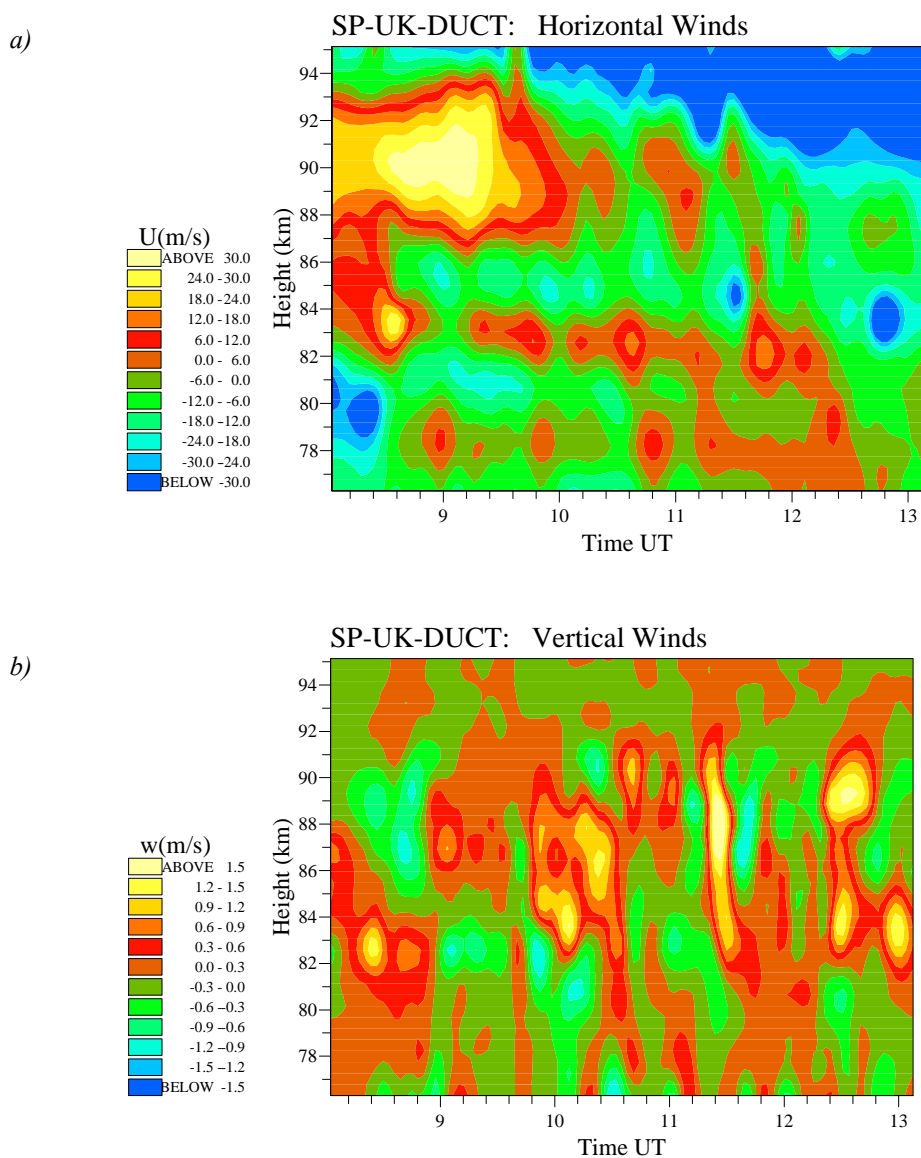 a)
SP-UK-DUCT: Horizontal Winds
94
92
90
88
86
84
82
80
78
Height (km)
9 10 11 12 13
Time UT
U(m/s)
ABOVE 30.0
24.0 - 30.0
18.0 - 24.0
12.0 - 18.0
6.0 - 12.0
0.0 - 6.0
-6.0 - 0.0
-12.0 - -6.0
-18.0 -12.0
-24.0 -18.0
-30.0 -24.0
BELOW -30.0
b)
SP-UK-DUCT: Vertical Winds
94
92
90
88
86
84
82
80
78
Height (km)
9 10 11 12 13
Time UT
w(m/s)
ABOVE 1.5
1.2 - 1.5
0.9 - 1.2
0.6 - 0.9
0.3 - 0.6
0.0 - 0.3
-0.3 - 0.0
-0.6 -0.3
-0.9 -0.6
-1.2 -0.9
-1.5 -1.2
BELOW -1.5